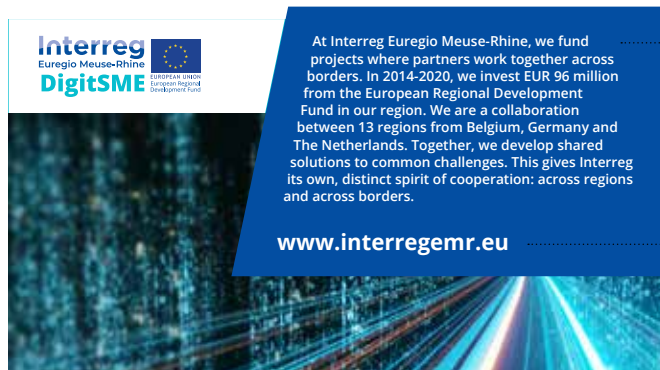 Interreg
Euregio Meuse-Rhine
DigitSME
EUROPEAN UNION
European Regional
Development Fund
At Interreg Euregio Meuse-Rhine, we fund
projects where partners work together across
borders. In 2014-2020, we invest EUR 96 million
from the European Regional Development
Fund in our region. We are a collaboration
between 13 regions from Belgium, Germany and
The Netherlands. Together, we develop shared
solutions to common challenges. This gives Interreg
its own, distinct spirit of cooperation: across regions
and across borders.
www.interregemr.eu